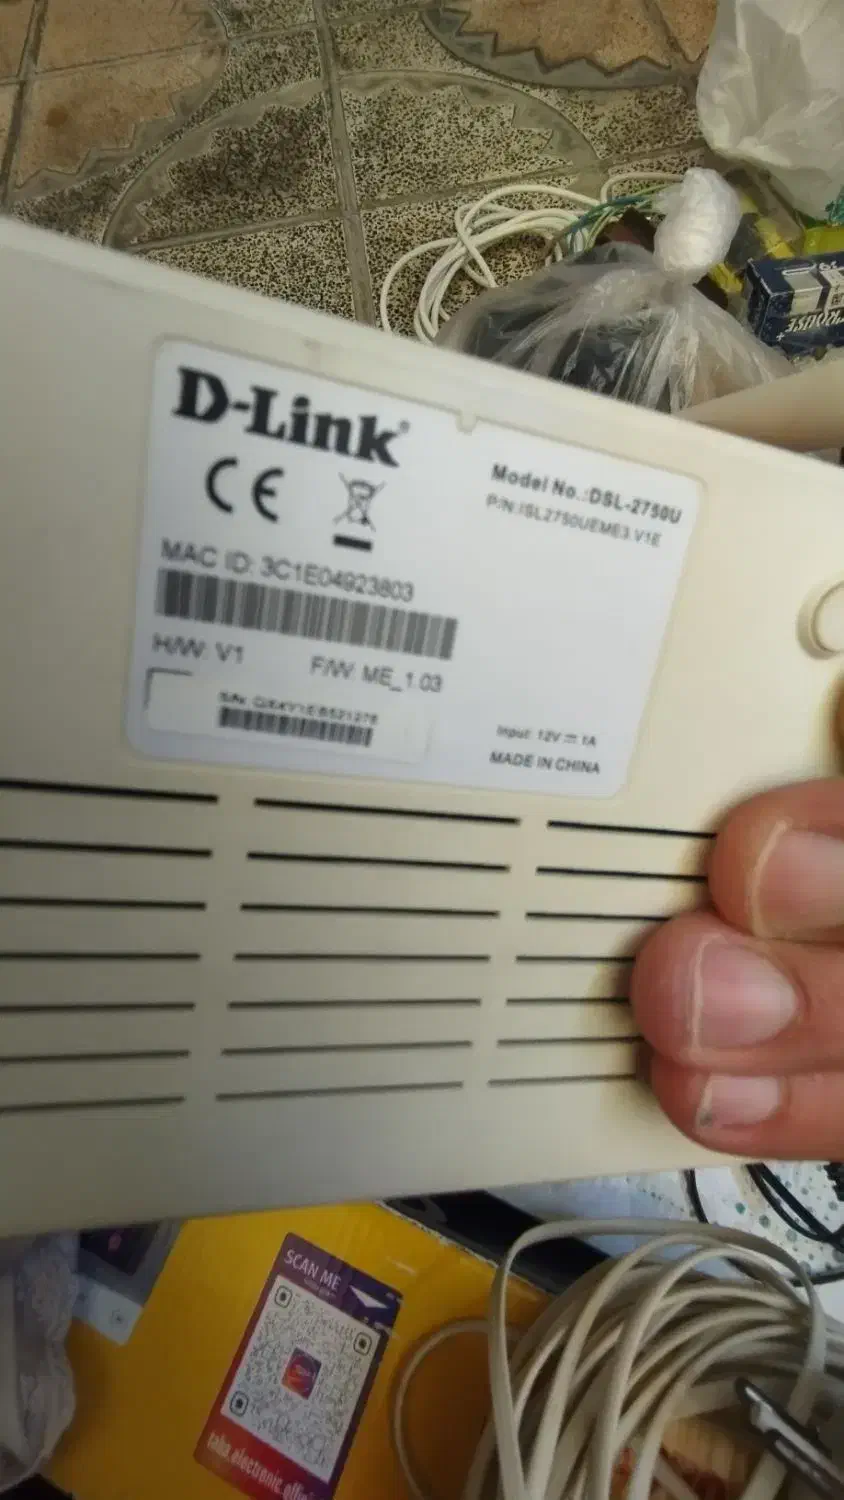 D-Link®
CE
Model No.:DSL-2750U
P/N:ISL2750UEME3.V1E
MAC ID: 3C1E04923803
H/W: V1
F/W: ME_1.03
Input: 12V ⎓ 1A
MADE IN CHINA
SCAN ME